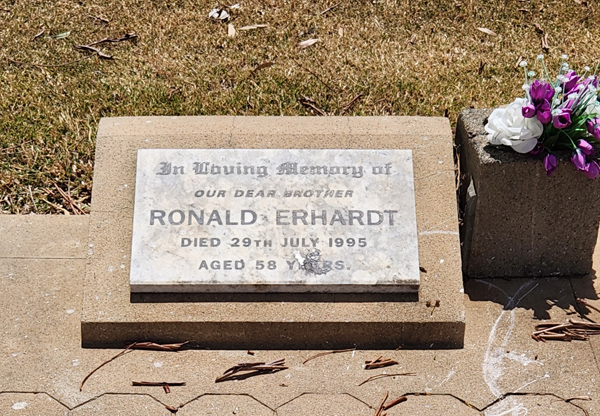 In Loving Memory of
OUR DEAR BROTHER
RONALD ERHARDT
DIED 29TH JULY 1995
AGED 58 YEARS.